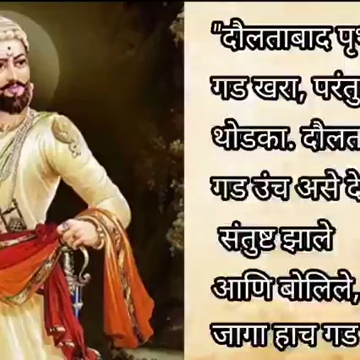 "दौलताबाद
गड खरा, परंतु
थोडका.
गड उंच असे
संतुष्ट झाले
आणि बोलिले,
जागा हाच गड